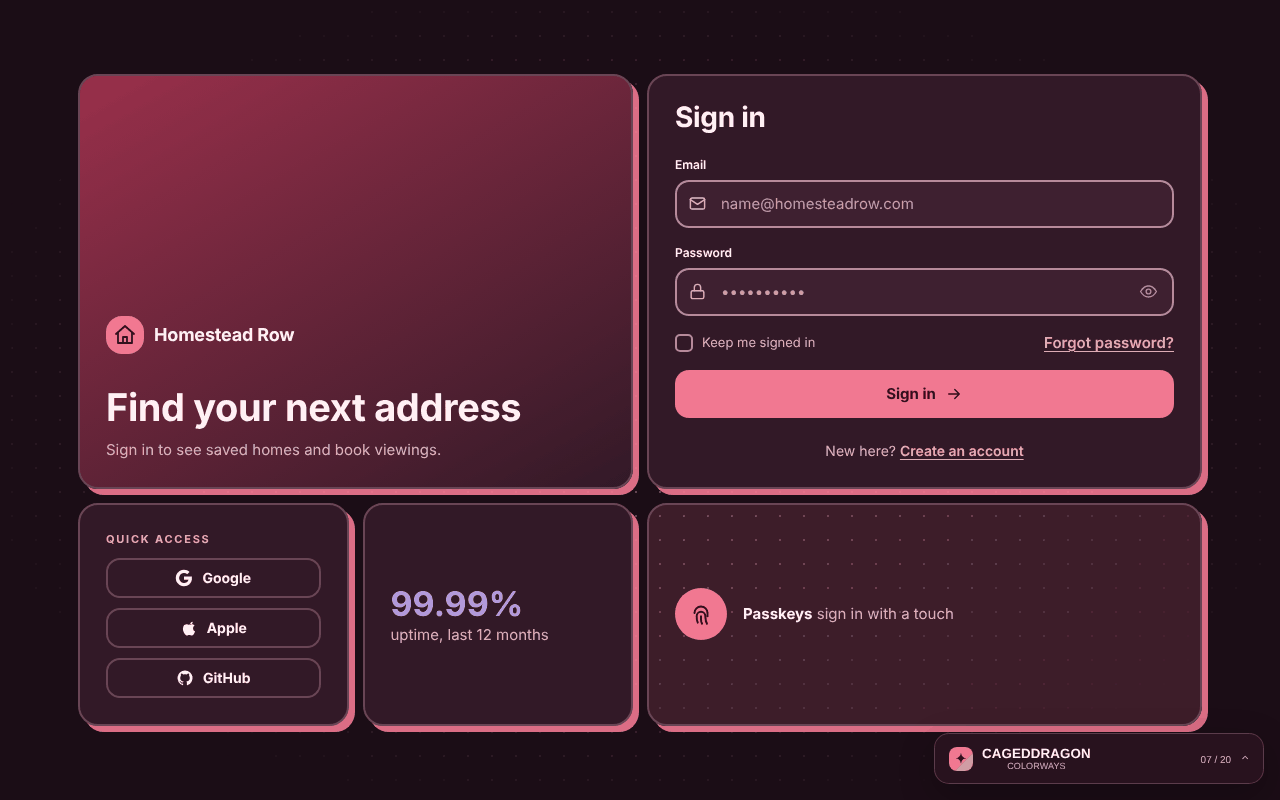 Homestead Row
Find your next address
Sign in to see saved homes and book viewings.
Sign in
Email
name@homesteadrow.com
Password
••••••••••
Keep me signed in
Forgot password?
Sign in →
New here? Create an account
QUICK ACCESS
Google
Apple
GitHub
99.99%
uptime, last 12 months
Passkeys sign in with a touch
CAGEDDRAGON
COLORWAYS
07 / 20